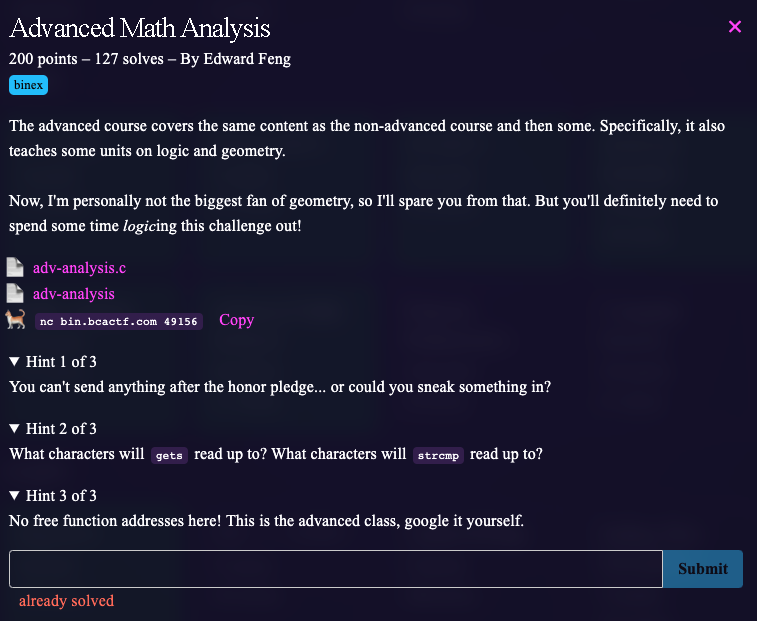 Advanced Math Analysis
200 points – 127 solves – By Edward Feng
binex
The advanced course covers the same content as the non-advanced course and then some. Specifically, it also
teaches some units on logic and geometry.
Now, I'm personally not the biggest fan of geometry, so I'll spare you from that. But you'll definitely need to
spend some time logicing this challenge out!
adv-analysis.c
adv-analysis
nc bin.bcactf.com 49156 Copy
▼ Hint 1 of 3
You can't send anything after the honor pledge... or could you sneak something in?
▼ Hint 2 of 3
What characters will gets read up to? What characters will strcmp read up to?
▼ Hint 3 of 3
No free function addresses here! This is the advanced class, google it yourself.
Submit
already solved